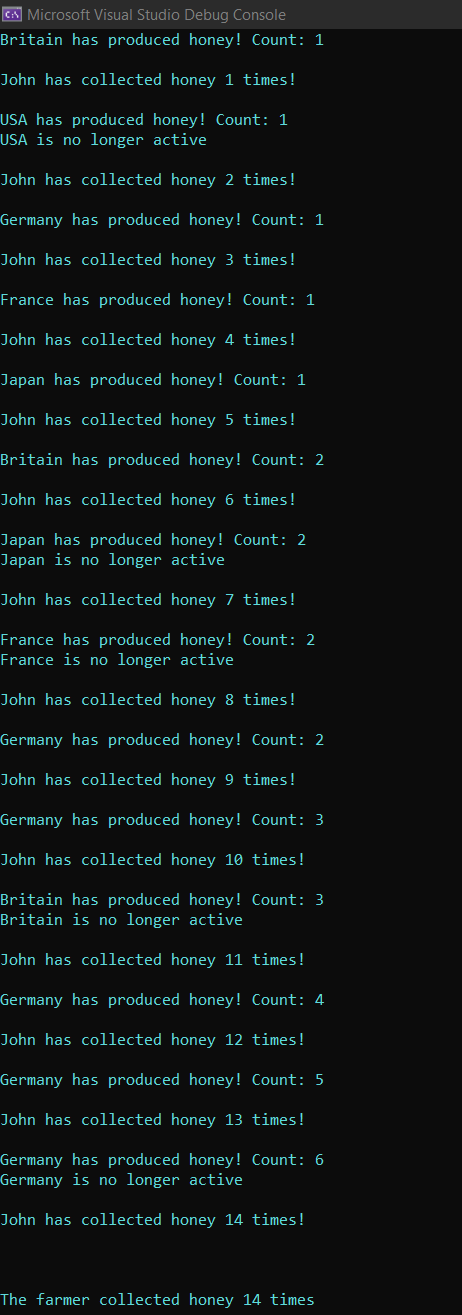 Microsoft Visual Studio Debug Console
Britain has produced honey! Count: 1
John has collected honey 1 times!
USA has produced honey! Count: 1
USA is no longer active
John has collected honey 2 times!
Germany has produced honey! Count: 1
John has collected honey 3 times!
France has produced honey! Count: 1
John has collected honey 4 times!
Japan has produced honey! Count: 1
John has collected honey 5 times!
Britain has produced honey! Count: 2
John has collected honey 6 times!
Japan has produced honey! Count: 2
Japan is no longer active
John has collected honey 7 times!
France has produced honey! Count: 2
France is no longer active
John has collected honey 8 times!
Germany has produced honey! Count: 2
John has collected honey 9 times!
Germany has produced honey! Count: 3
John has collected honey 10 times!
Britain has produced honey! Count: 3
Britain is no longer active
John has collected honey 11 times!
Germany has produced honey! Count: 4
John has collected honey 12 times!
Germany has produced honey! Count: 5
John has collected honey 13 times!
Germany has produced honey! Count: 6
Germany is no longer active
John has collected honey 14 times!
The farmer collected honey 14 times